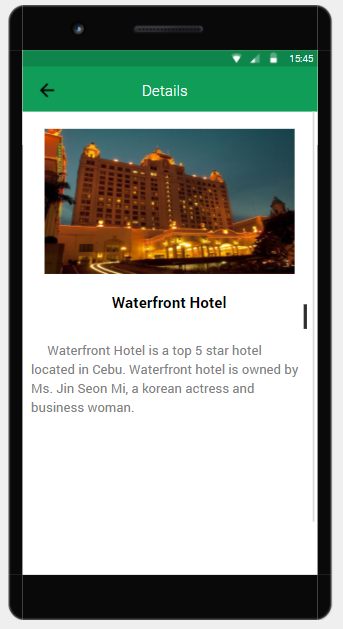 15:45
Details
Waterfront Hotel
Waterfront Hotel is a top 5 star hotel
located in Cebu. Waterfront hotel is owned by
Ms. Jin Seon Mi, a korean actress and
business woman.